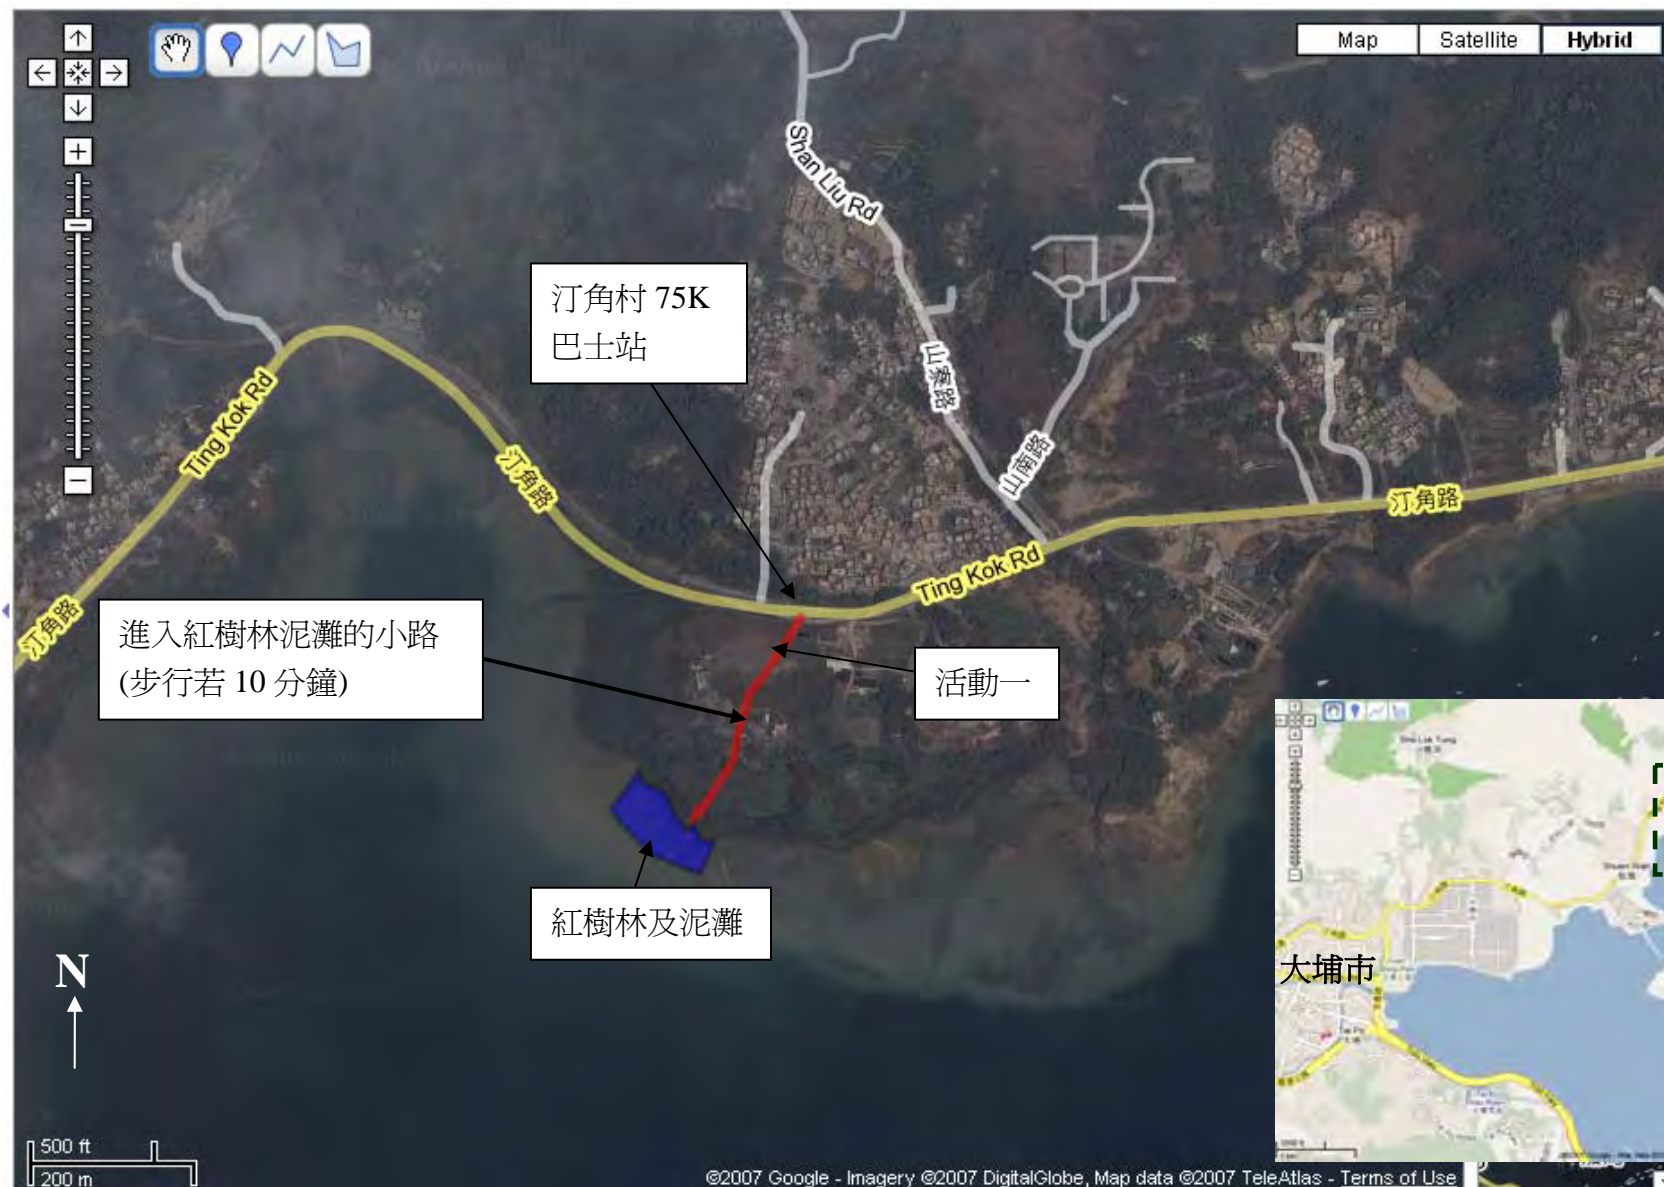 Map
Satellite
Hybrid
Shan Liu Rd
汀角村 75K
巴士站
山寮路
Ting Kok Rd
山南路
汀角路
汀角路
Ting Kok Rd
汀角路
進入紅樹林泥灘的小路
(步行若 10 分鐘)
活動一
紅樹林及泥灘
N
大埔市
500 ft
200 m
©2007 Google - Imagery ©2007 DigitalGlobe, Map data ©2007 TeleAtlas - Terms of Use